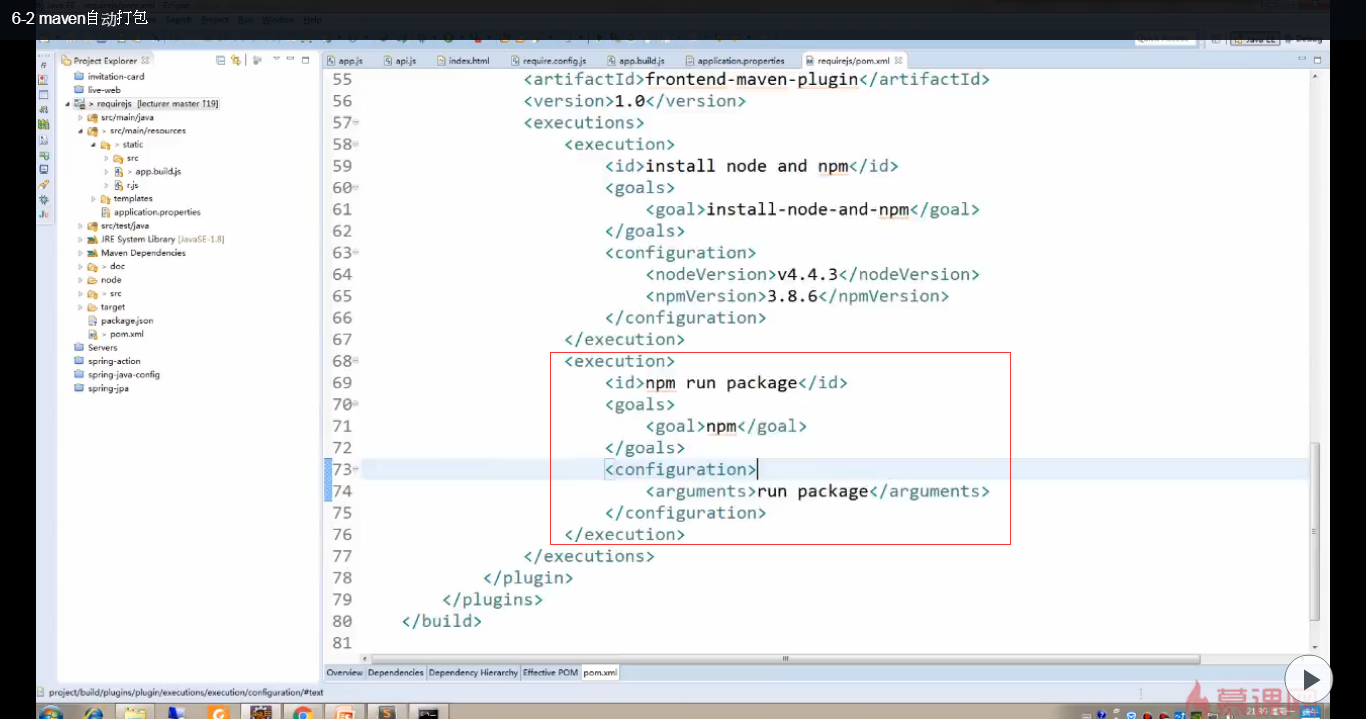 6-2 maven自动打包
Project Explorer
invitation-card
live-web
> requirejs [lecturer master ↑19]
src/main/java
> src/main/resources
> static
src
> app.build.js
r.js
templates
application.properties
src/test/java
JRE System Library [JavaSE-1.8]
Maven Dependencies
> doc
node
> src
target
package.json
> pom.xml
Servers
spring-action
spring-java-config
spring-jpa
app.js
api.js
index.html
require.config.js
app.build.js
application.properties
requirejs/pom.xml
55 <artifactId>frontend-maven-plugin</artifactId>
56 <version>1.0</version>
57 <executions>
58 <execution>
59 <id>install node and npm</id>
60 <goals>
61 <goal>install-node-and-npm</goal>
62 </goals>
63 <configuration>
64 <nodeVersion>v4.4.3</nodeVersion>
65 <npmVersion>3.8.6</npmVersion>
66 </configuration>
67 </execution>
68 <execution>
69 <id>npm run package</id>
70 <goals>
71 <goal>npm</goal>
72 </goals>
73 <configuration>
74 <arguments>run package</arguments>
75 </configuration>
76 </execution>
77 </executions>
78 </plugin>
79 </plugins>
80 </build>
81
Overview
Dependencies
Dependency Hierarchy
Effective POM
pom.xml
project/build/plugins/plugin/executions/execution/configuration/#text
慕课网